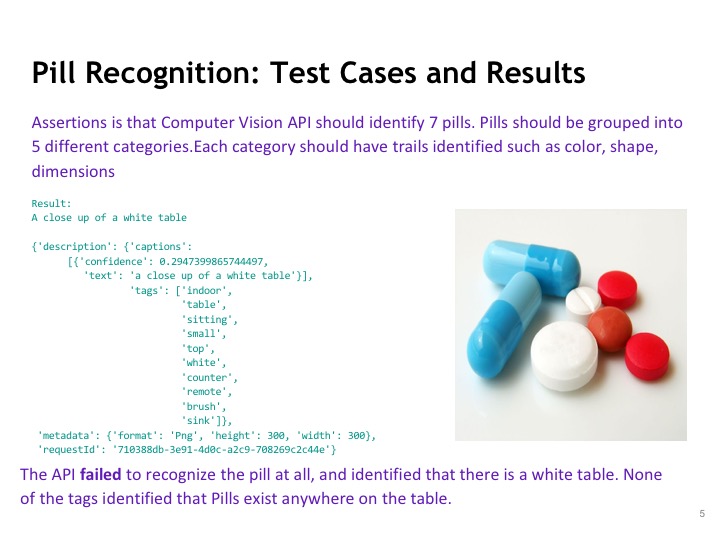 Pill Recognition: Test Cases and Results
Assertions is that Computer Vision API should identify 7 pills. Pills should be grouped into
5 different categories.Each category should have trails identified such as color, shape,
dimensions
Result:
A close up of a white table
{'description': {'captions':
[{'confidence': 0.2947399865744497,
'text': 'a close up of a white table'}],
'tags': ['indoor',
'table',
'sitting',
'small',
'top',
'white',
'counter',
'remote',
'brush',
'sink']},
'metadata': {'format': 'Png', 'height': 300, 'width': 300},
'requestId': '710388db-3e91-4d0c-a2c9-708269c2c44e'}
The API failed to recognize the pill at all, and identified that there is a white table. None
of the tags identified that Pills exist anywhere on the table.
5